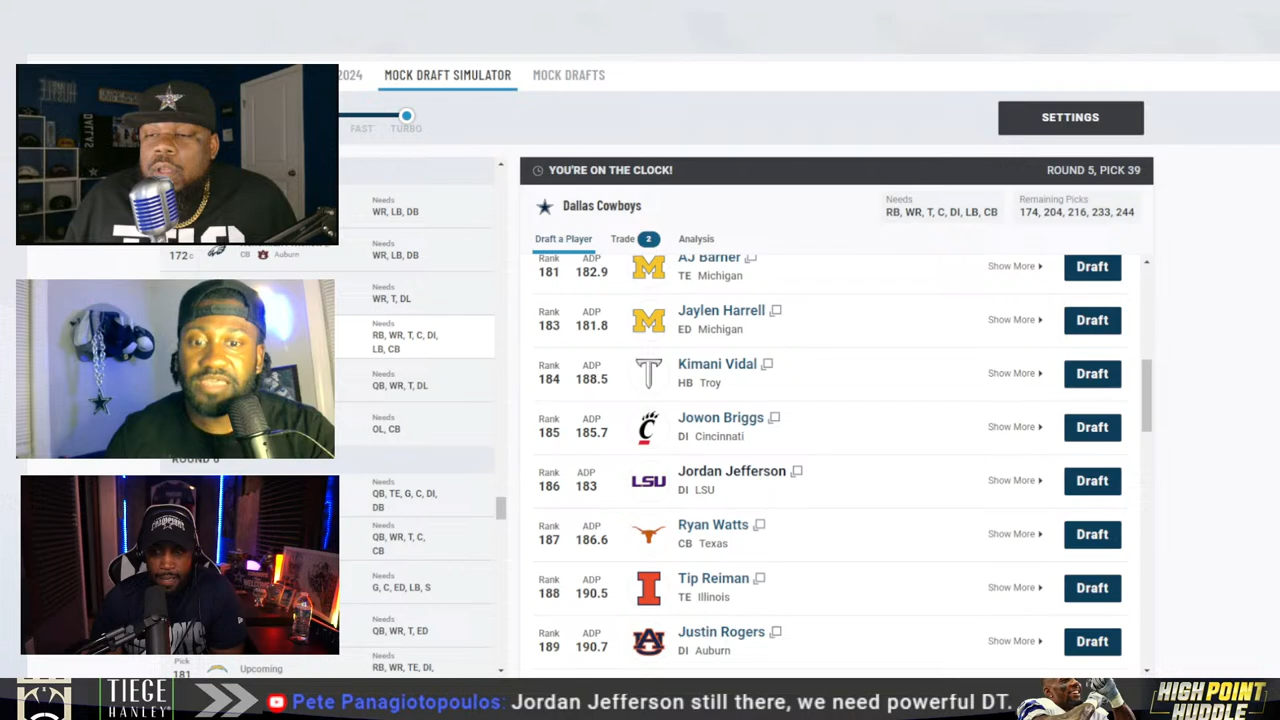 2024
MOCK DRAFT SIMULATOR
MOCK DRAFTS
FAST
TURBO
SETTINGS
YOU'RE ON THE CLOCK!
ROUND 5, PICK 39
Dallas Cowboys
Needs
RB, WR, T, C, DI, LB, CB
Remaining Picks
174, 204, 216, 233, 244
Draft a Player
Trade 2
Analysis
Needs
WR, LB, DB
172 c
CB Auburn
Needs
WR, LB, DB
Needs
WR, T, DL
Needs
RB, WR, T, C, DI,
LB, CB
Needs
QB, WR, T, DL
Needs
OL, CB
ROUND 6
Needs
QB, TE, G, C, DI,
DB
Needs
QB, WR, T, C,
CB
Needs
G, C, ED, LB, S
Needs
QB, WR, T, ED
Pick
181
Upcoming
Needs
RB, WR, TE, DI,
Rank
181
ADP
182.9
AJ Barner
TE Michigan
Show More
Draft
Rank
183
ADP
181.8
Jaylen Harrell
ED Michigan
Show More
Draft
Rank
184
ADP
188.5
Kimani Vidal
HB Troy
Show More
Draft
Rank
185
ADP
185.7
Jowon Briggs
DI Cincinnati
Show More
Draft
Rank
186
ADP
183
LSU
Jordan Jefferson
DI LSU
Show More
Draft
Rank
187
ADP
186.6
Ryan Watts
CB Texas
Show More
Draft
Rank
188
ADP
190.5
Tip Reiman
TE Illinois
Show More
Draft
Rank
189
ADP
190.7
Justin Rogers
DI Auburn
Show More
Draft
TIEGE
HANLEY
Pete Panagiotopoulos: Jordan Jefferson still there, we need powerful DT.
HIGH POINT
HUDDLE